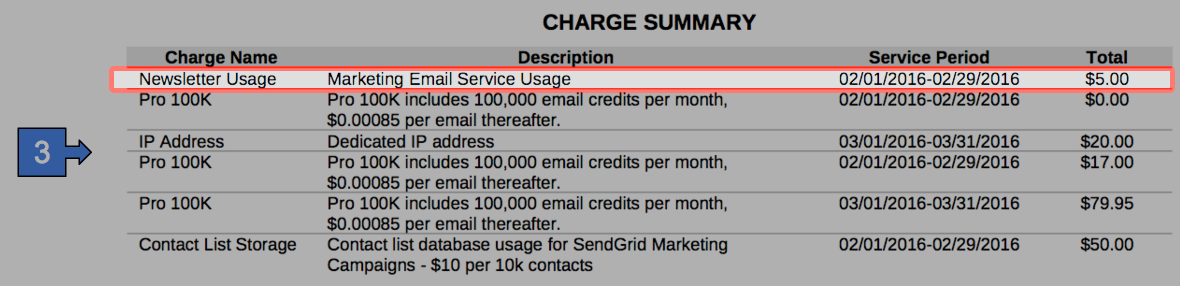 CHARGE SUMMARY
Charge Name Description Service Period Total
Newsletter Usage Marketing Email Service Usage 02/01/2016-02/29/2016 $5.00
Pro 100K Pro 100K includes 100,000 email credits per month, 02/01/2016-02/29/2016 $0.00
$0.00085 per email thereafter.
3
IP Address Dedicated IP address 03/01/2016-03/31/2016 $20.00
Pro 100K Pro 100K includes 100,000 email credits per month, 02/01/2016-02/29/2016 $17.00
$0.00085 per email thereafter.
Pro 100K Pro 100K includes 100,000 email credits per month, 03/01/2016-03/31/2016 $79.95
$0.00085 per email thereafter.
Contact List Storage Contact list database usage for SendGrid Marketing 02/01/2016-02/29/2016 $50.00
Campaigns - $10 per 10k contacts